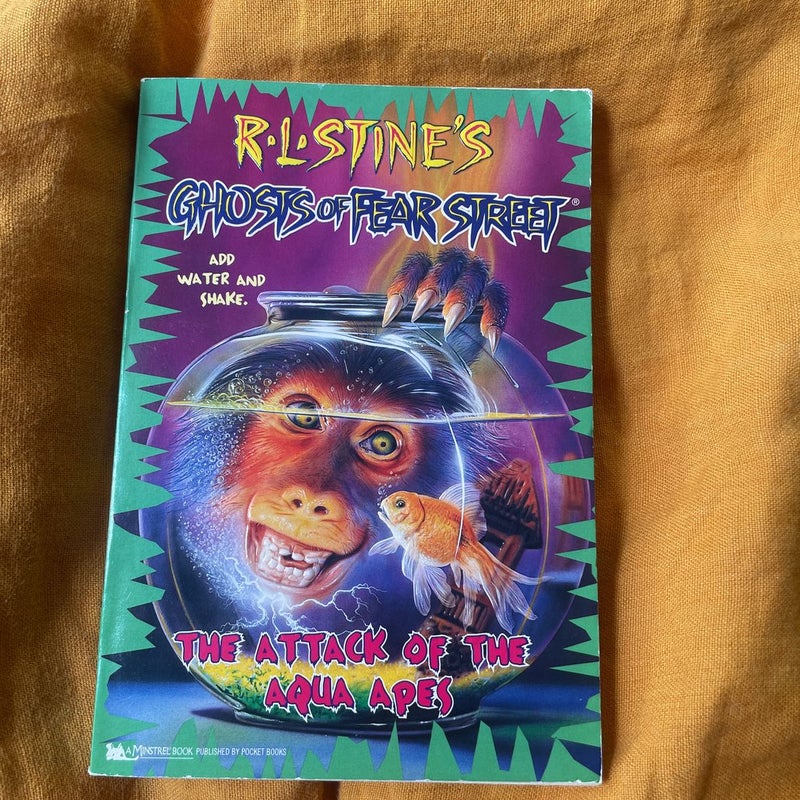 R•L•STINE'S
GHOSTS OF FEAR STREET®
ADD
WATER AND
SHAKE.
THE ATTACK OF THE
AQUA APES
A MINSTREL BOOK PUBLISHED BY POCKET BOOKS